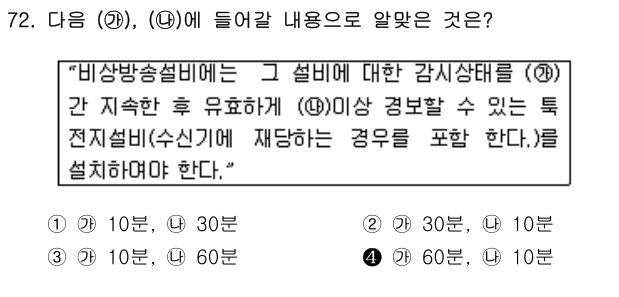 72. 다음 (㉮), (㉯)에 들어갈 내용으로 알맞은 것은?
“비상방송설비에는 그 설비에 대한 감시상태를 (㉮)
간 지속한 후 유효하게 (㉯)이상 경보할 수 있는 툭
전지설비(수신기에 재당하는 경우를 포함 한다.)를
설치하며야 한다.”
① ㉮ 10분, ㉯ 30분
② ㉮ 30분, ㉯ 10분
③ ㉮ 10분, ㉯ 60분
❹ ㉮ 60분, ㉯ 10분